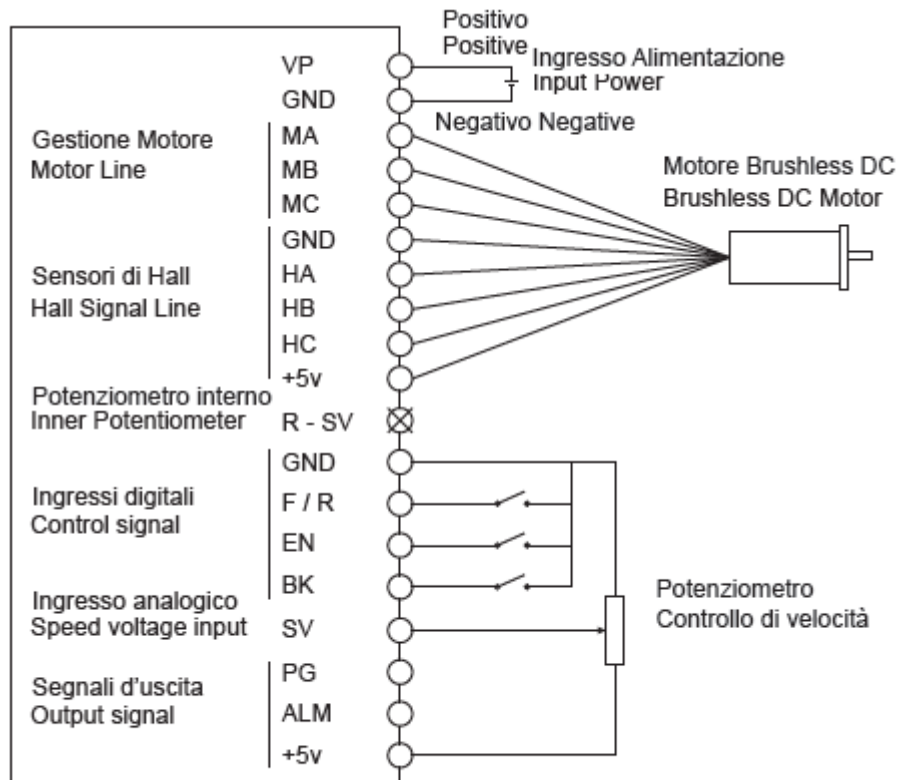 Positivo
Positive
VP
Ingresso Alimentazione
Input Power
GND
Negativo Negative
Gestione Motore
Motor Line
MA
MB
MC
Motore Brushless DC
Brushless DC Motor
Sensori di Hall
Hall Signal Line
GND
HA
HB
HC
+5v
Potenziometro interno
Inner Potentiometer
R - SV
Ingressi digitali
Control signal
GND
F / R
EN
BK
Ingresso analogico
Speed voltage input
SV
Potenziometro
Controllo di velocità
Segnali d'uscita
Output signal
PG
ALM
+5v